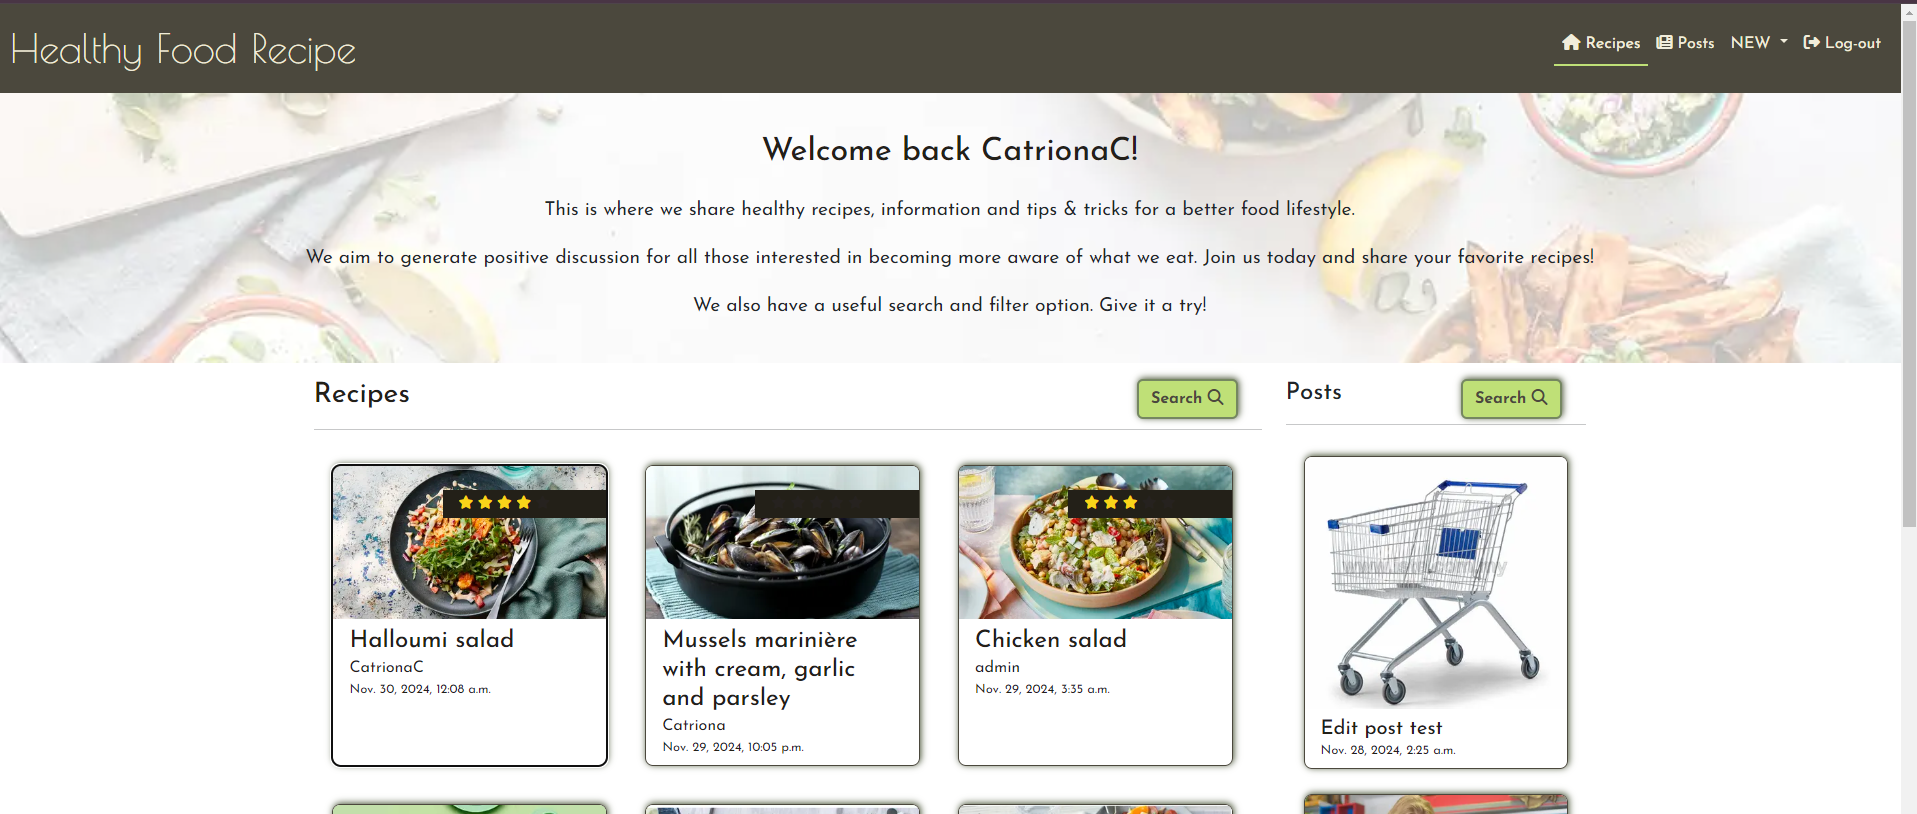 Healthy Food Recipe
Recipes
Posts
NEW
Log-out
Welcome back CatrionaC!
This is where we share healthy recipes, information and tips & tricks for a better food lifestyle.
We aim to generate positive discussion for all those interested in becoming more aware of what we eat. Join us today and share your favorite recipes!
We also have a useful search and filter option. Give it a try!
Recipes
Search
Posts
Search
Halloumi salad
CatrionaC
Nov. 30, 2024, 12:08 a.m.
Mussels marinière
with cream, garlic
and parsley
Catriona
Nov. 29, 2024, 10:05 p.m.
Chicken salad
admin
Nov. 29, 2024, 3:35 a.m.
Edit post test
Nov. 28, 2024, 2:25 a.m.